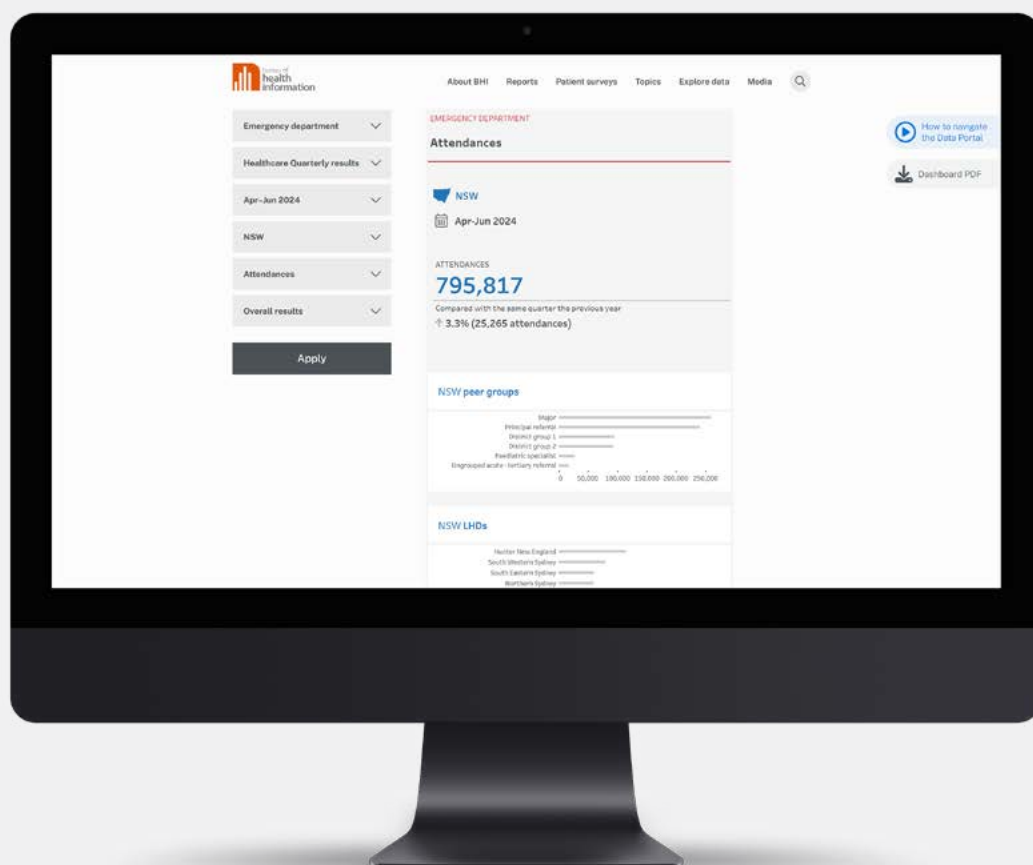 bureau of
health
information
About BHI Reports Patient surveys Topics Explore data Media
Emergency department
Healthcare Quarterly results
Apr-Jun 2024
NSW
Attendances
Overall results
Apply
EMERGENCY DEPARTMENT
Attendances
NSW
Apr-Jun 2024
ATTENDANCES
795,817
Compared with the same quarter the previous year
↑ 3.3% (25,265 attendances)
NSW peer groups
Major
Principal referral
District group 1
District group 2
Paediatric specialist
Ungrouped acute - tertiary referral
0 50,000 100,000 150,000 200,000 250,000
NSW LHDs
Hunter New England
South Western Sydney
South Eastern Sydney
Northern Sydney
How to navigate
the Data Portal
Dashboard PDF